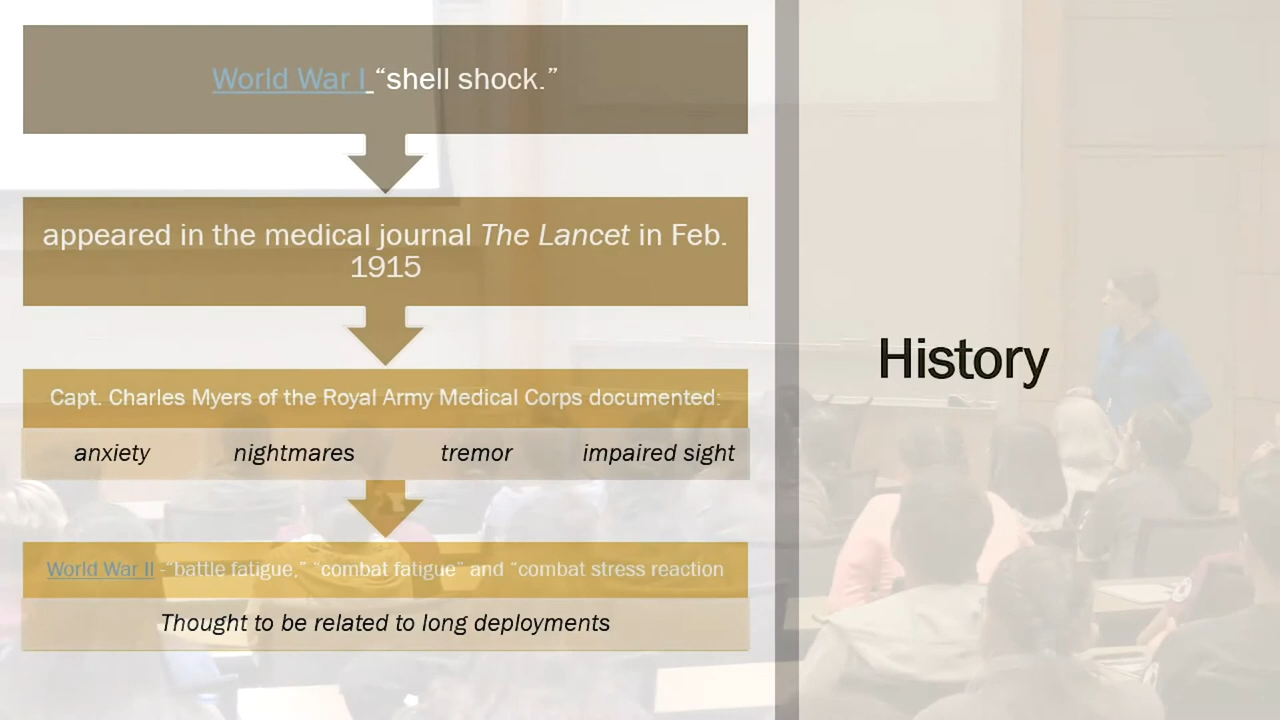 World War I “shell shock.”
appeared in the medical journal The Lancet in Feb.
1915
Capt. Charles Myers of the Royal Army Medical Corps documented:
anxiety nightmares tremor impaired sight
World War II -“battle fatigue,” “combat fatigue” and “combat stress reaction
Thought to be related to long deployments
History